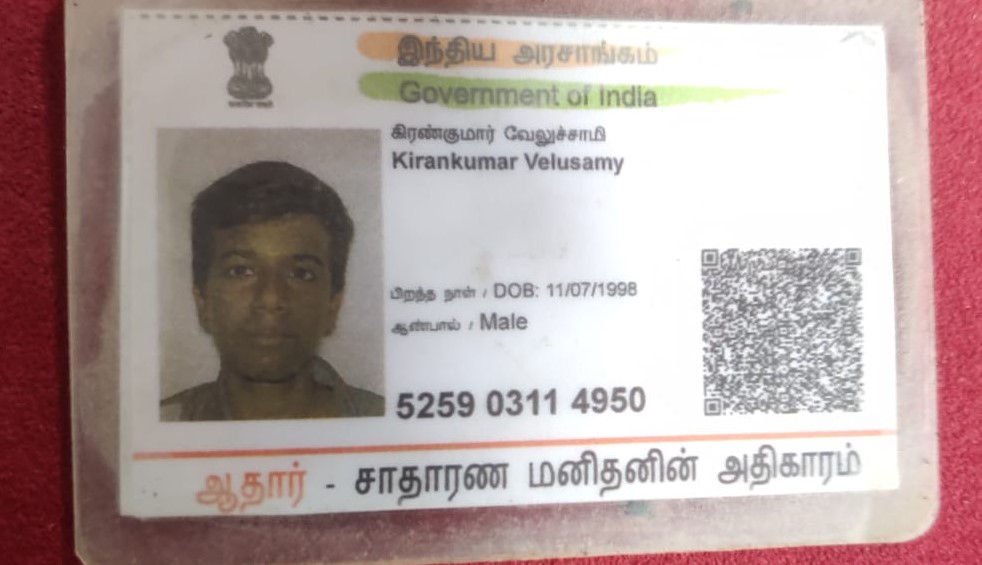 இந்திய அரசாங்கம்
Government of India
கிரண்குமார் வேலுச்சாமி
Kirankumar Velusamy
பிறந்த நாள் / DOB: 11/07/1998
ஆண்பால் / Male
5259 0311 4950
ஆதார் - சாதாரண மனிதனின் அதிகாரம்